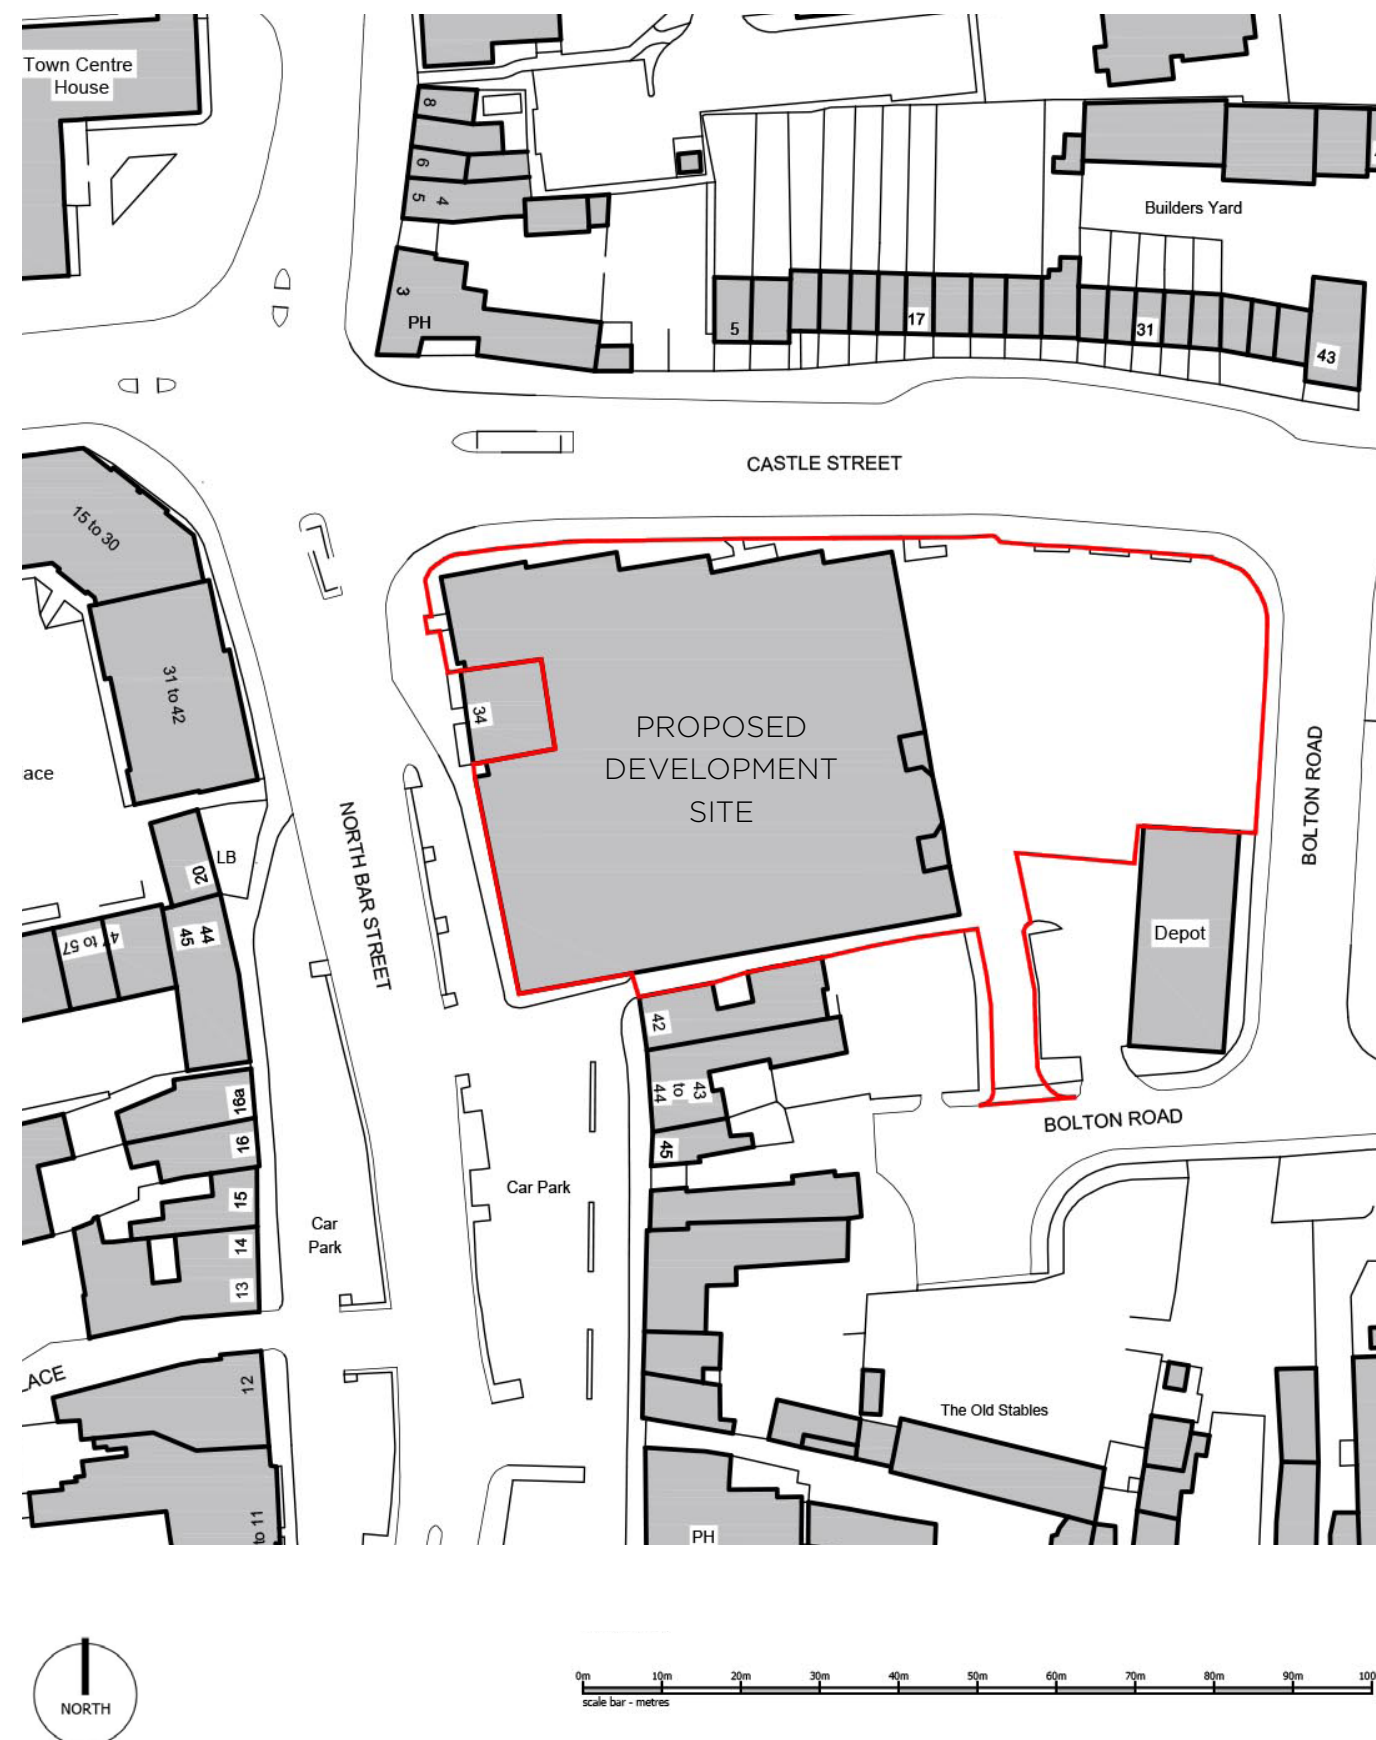 Town Centre
House
8
6
5 4
3
PH
Builders Yard
5
17
31
43
CASTLE STREET
15 to 30
31 to 42
ace
34
PROPOSED
DEVELOPMENT
SITE
BOLTON ROAD
NORTH BAR STREET
LB
20
44
45
47 to 57
Depot
42
43
to
44
45
BOLTON ROAD
16a
16
15
14
13
Car Park
Car
Park
LACE
12
to 11
The Old Stables
PH
NORTH
0m 10m 20m 30m 40m 50m 60m 70m 80m 90m 100
scale bar - metres